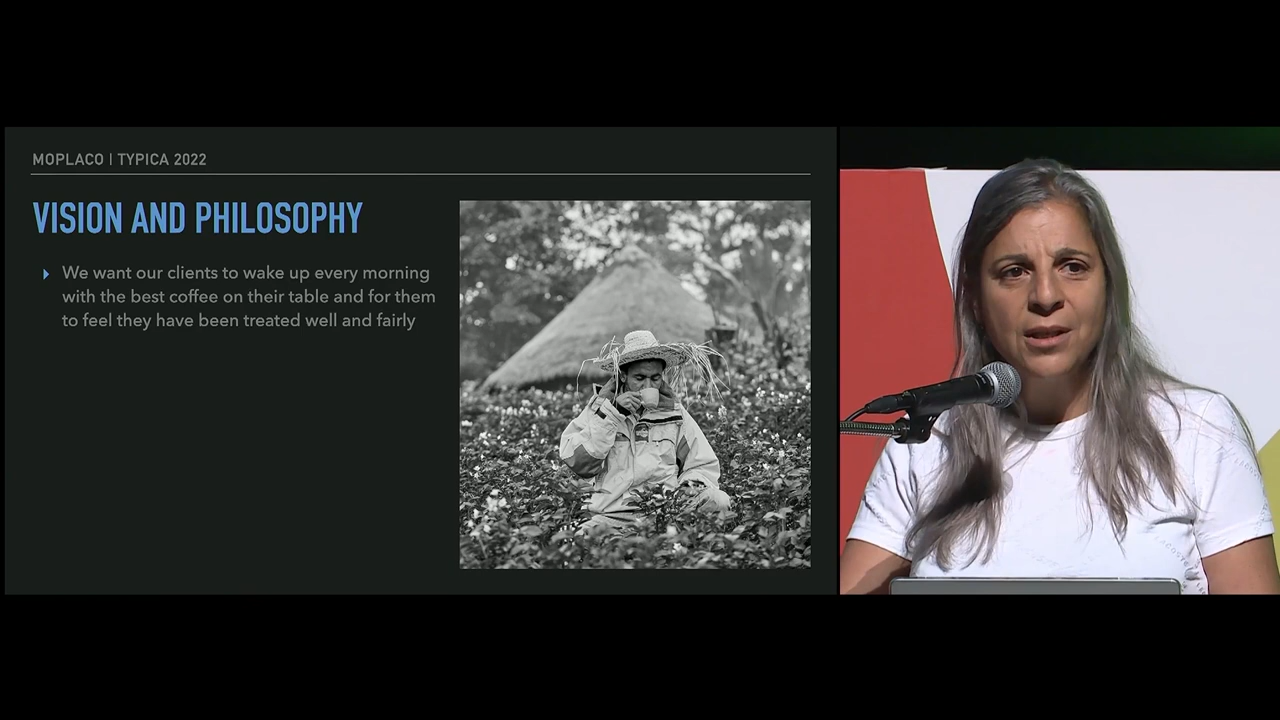 MOPLACO | TYPICA 2022
VISION AND PHILOSOPHY
We want our clients to wake up every morning
with the best coffee on their table and for them
to feel they have been treated well and fairly